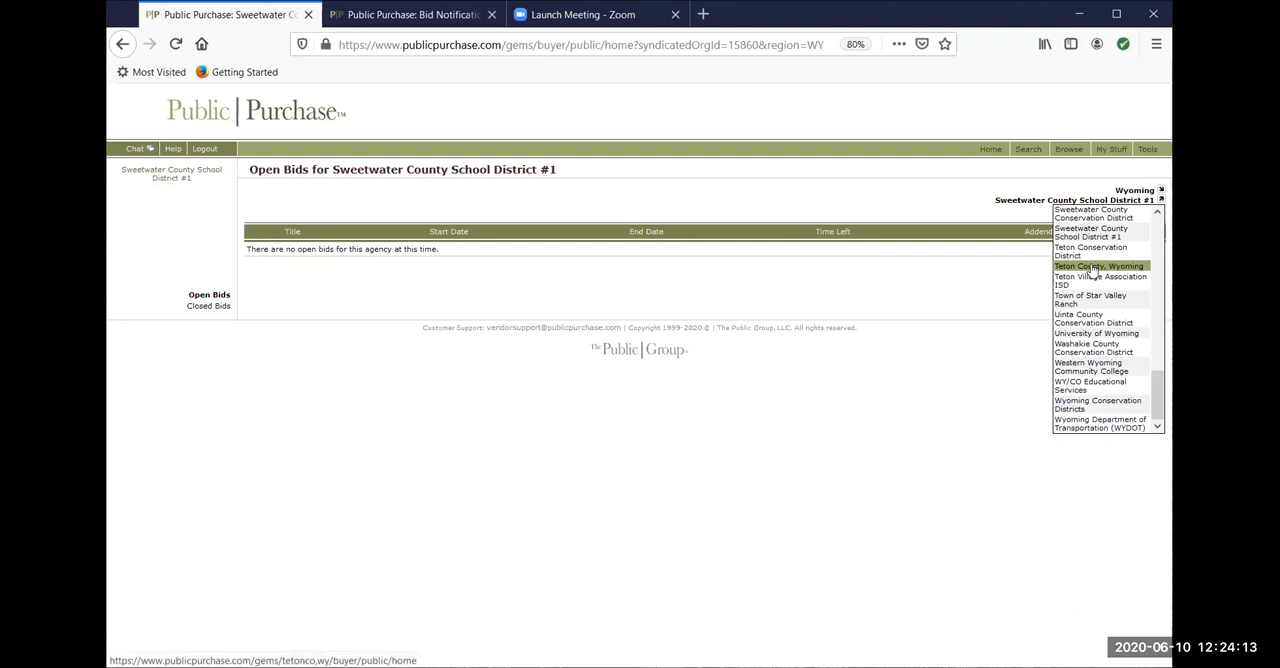 Public Purchase: Sweetwater Co
Public Purchase: Bid Notificatio
Launch Meeting - Zoom
https://www.publicpurchase.com/gems/buyer/public/home?syndicatedOrgId=15860&region=WY
80%
Most Visited
Getting Started
Public | Purchase™
Chat
Help
Logout
Home
Search
Browse
My Stuff
Tools
Sweetwater County School
District #1
Open Bids for Sweetwater County School District #1
Wyoming
Sweetwater County School District #1
Title
Start Date
End Date
Time Left
Addend
There are no open bids for this agency at this time.
Open Bids
Closed Bids
Sweetwater County
Conservation District
Sweetwater County
School District #1
Teton Conservation
District
Teton County, Wyoming
Teton Village Association
ISD
Town of Star Valley
Ranch
Uinta County
Conservation District
University of Wyoming
Washakie County
Conservation District
Western Wyoming
Community College
WY/CO Educational
Services
Wyoming Conservation
Districts
Wyoming Department of
Transportation (WYDOT)
Customer Support: vendorsupport@publicpurchase.com | Copyright 1999-2020 © | The Public Group, LLC. All rights reserved.
The Public | Group™
https://www.publicpurchase.com/gems/tetonco,wy/buyer/public/home
2020-06-10 12:24:13